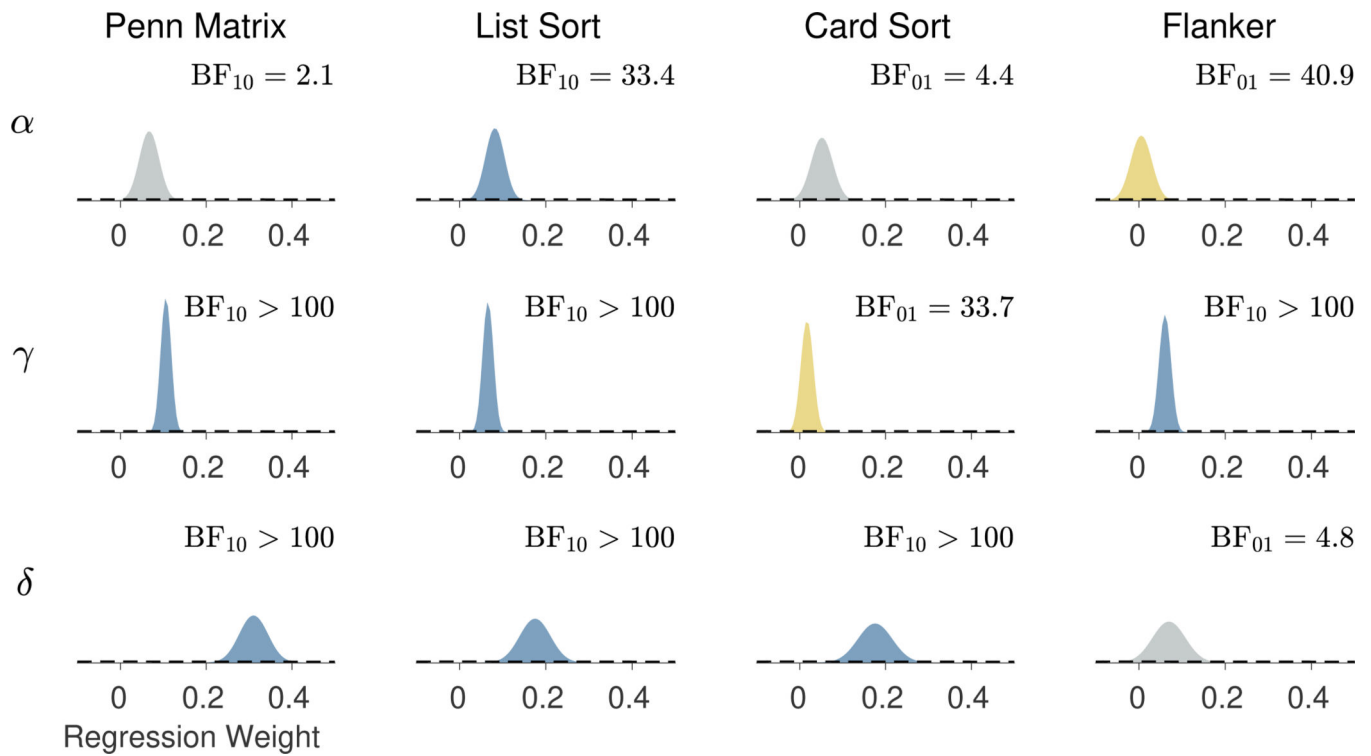 Penn Matrix List Sort Card Sort Flanker
BF₁₀ = 2.1 BF₁₀ = 33.4 BF₀₁ = 4.4 BF₀₁ = 40.9
α
0 0.2 0.4 0 0.2 0.4 0 0.2 0.4 0 0.2 0.4
BF₁₀ > 100 BF₁₀ > 100 BF₀₁ = 33.7 BF₁₀ > 100
γ
0 0.2 0.4 0 0.2 0.4 0 0.2 0.4 0 0.2 0.4
BF₁₀ > 100 BF₁₀ > 100 BF₁₀ > 100 BF₀₁ = 4.8
δ
0 0.2 0.4 0 0.2 0.4 0 0.2 0.4 0 0.2 0.4
Regression Weight